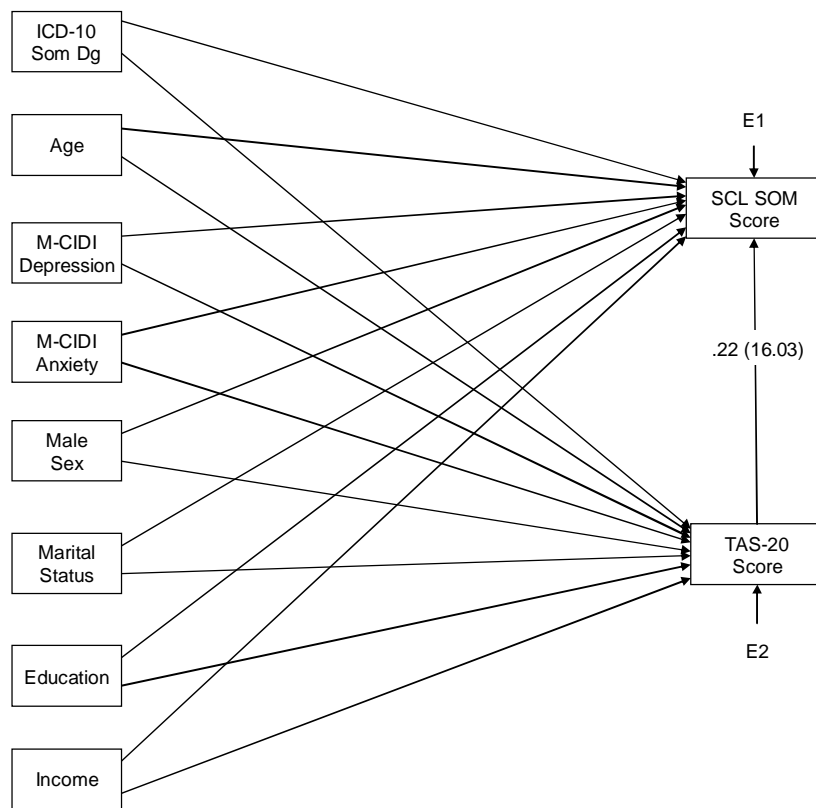 ICD-10
Som Dg
Age
M-CIDI
Depression
M-CIDI
Anxiety
Male
Sex
Marital
Status
Education
Income
E1
SCL SOM
Score
.22 (16.03)
TAS-20
Score
E2